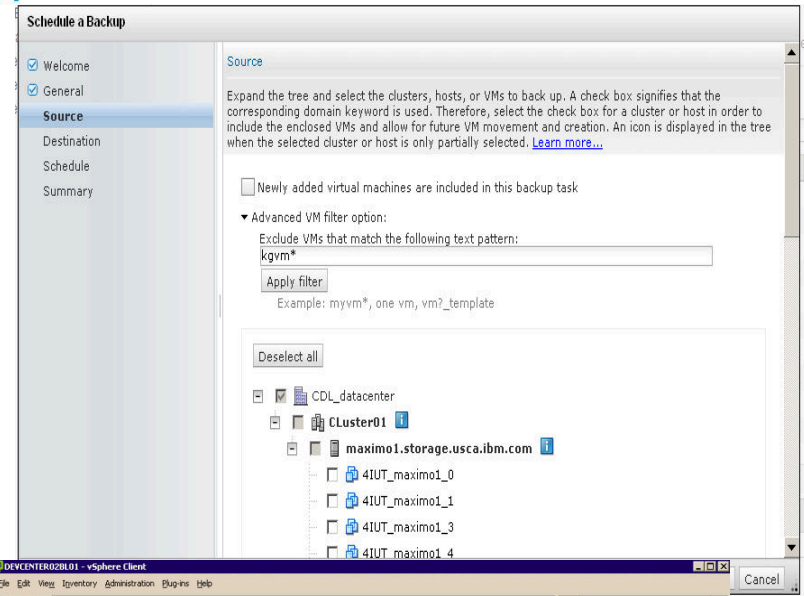 Schedule a Backup
Welcome
General
Source
Destination
Schedule
Summary
Source
Expand the tree and select the clusters, hosts, or VMs to back up. A check box signifies that the
corresponding domain keyword is used. Therefore, select the check box for a cluster or host in order to
include the enclosed VMs and allow for future VM movement and creation. An icon is displayed in the tree
when the selected cluster or host is only partially selected. Learn more...
Newly added virtual machines are included in this backup task
Advanced VM filter option:
Exclude VMs that match the following text pattern:
kgvm*
Apply filter
Example: myvm*, one vm, vm?_template
Deselect all
CDL_datacenter
CLuster01
maximo1.storage.usca.ibm.com
4IUT_maximo1_0
4IUT_maximo1_1
4IUT_maximo1_3
4IUT_maximo1_4
Cancel
DEVCENTER02BL01 - vSphere Client
File Edit View Inventory Administration Plug-ins Help